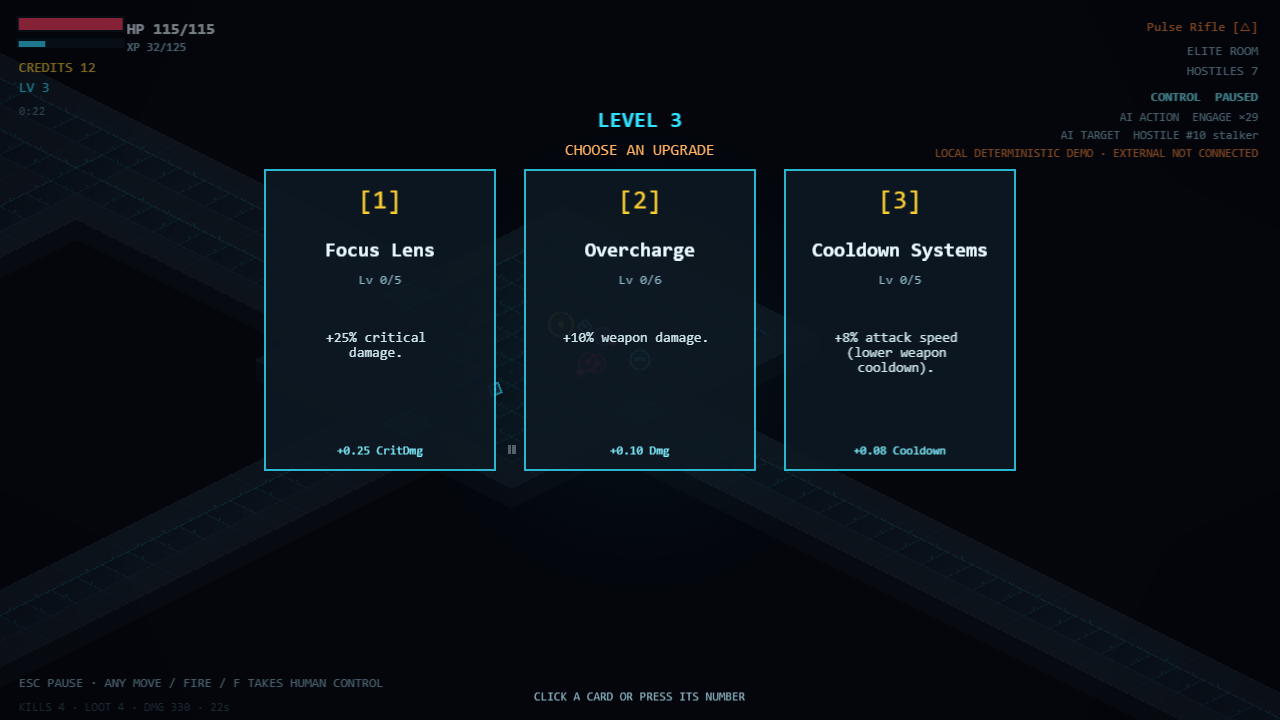 HP 115/115
XP 32/125
CREDITS 12
LV 3
0:22
Pulse Rifle [△]
ELITE ROOM
HOSTILES 7
CONTROL PAUSED
AI ACTION ENGAGE ×29
AI TARGET HOSTILE #10 stalker
LOCAL DETERMINISTIC DEMO · EXTERNAL NOT CONNECTED
LEVEL 3
CHOOSE AN UPGRADE
[1]
Focus Lens
Lv 0/5
+25% critical
damage.
+0.25 CritDmg
[2]
Overcharge
Lv 0/6
+10% weapon damage.
+0.10 Dmg
[3]
Cooldown Systems
Lv 0/5
+8% attack speed
(lower weapon
cooldown).
+0.08 Cooldown
ESC PAUSE · ANY MOVE / FIRE / F TAKES HUMAN CONTROL
KILLS 4 · LOOT 4 · DMG 330 · 22s
CLICK A CARD OR PRESS ITS NUMBER